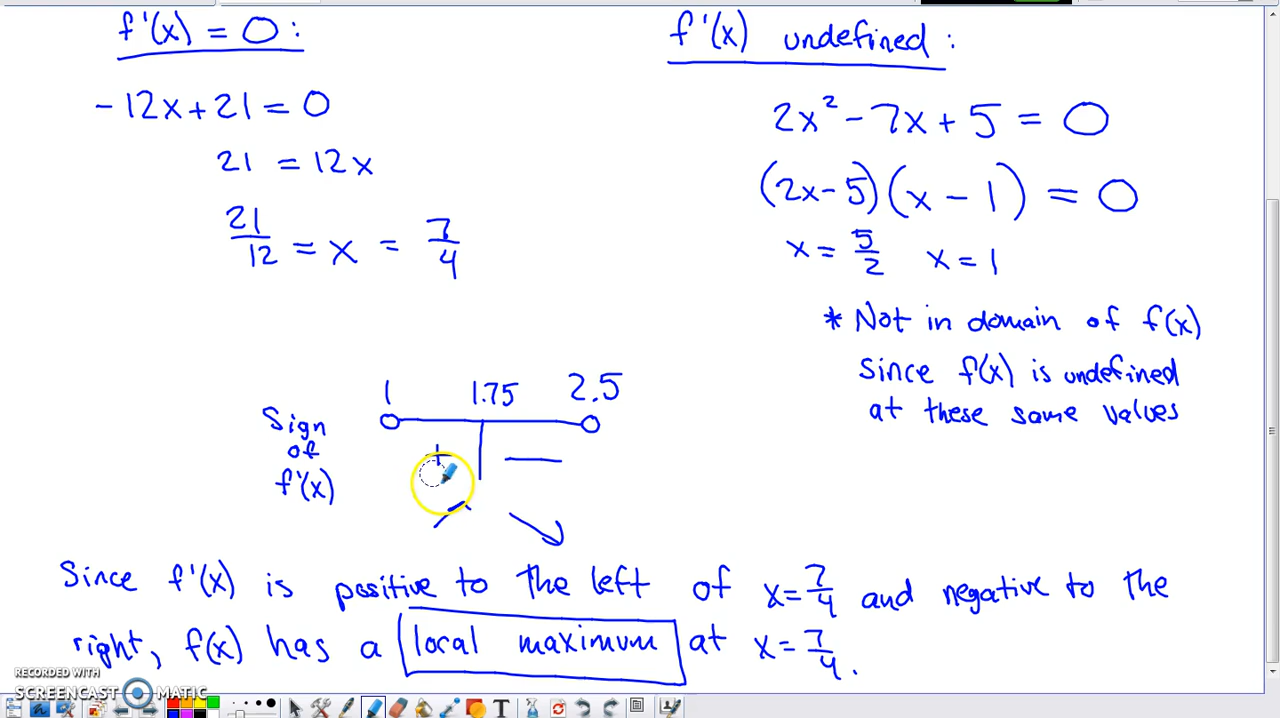 f'(x) = 0 :
-12x + 21 = 0
21 = 12x
21/12 = x = 7/4
f'(x) undefined :
2x² - 7x + 5 = 0
(2x - 5)(x - 1) = 0
x = 5/2 x = 1
* Not in domain of f(x)
since f(x) is undefined
at these same values
1 1.75 2.5
Sign
of
f'(x)
+ —
Since f'(x) is positive to the left of x = 7/4 and negative to the
right, f(x) has a local maximum at x = 7/4.
RECORDED WITH
SCREENCAST MATIC
T